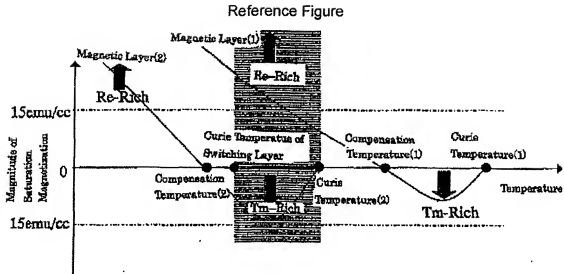 Reference Figure
Magnetic Layer(1)
Magnetic Layer(2)
Re-Rich
Re-Rich
15emu/cc
Curie Temperatue of
Switching Layer
Compensation
Temperature(1)
Curie
Temperature(1)
Magnitude of
Saturation
Magnetization
0
Compensation
Temperature(2)
Tm-Rich
Curie
Temperature(2)
Tm-Rich
Temperature
15emu/cc